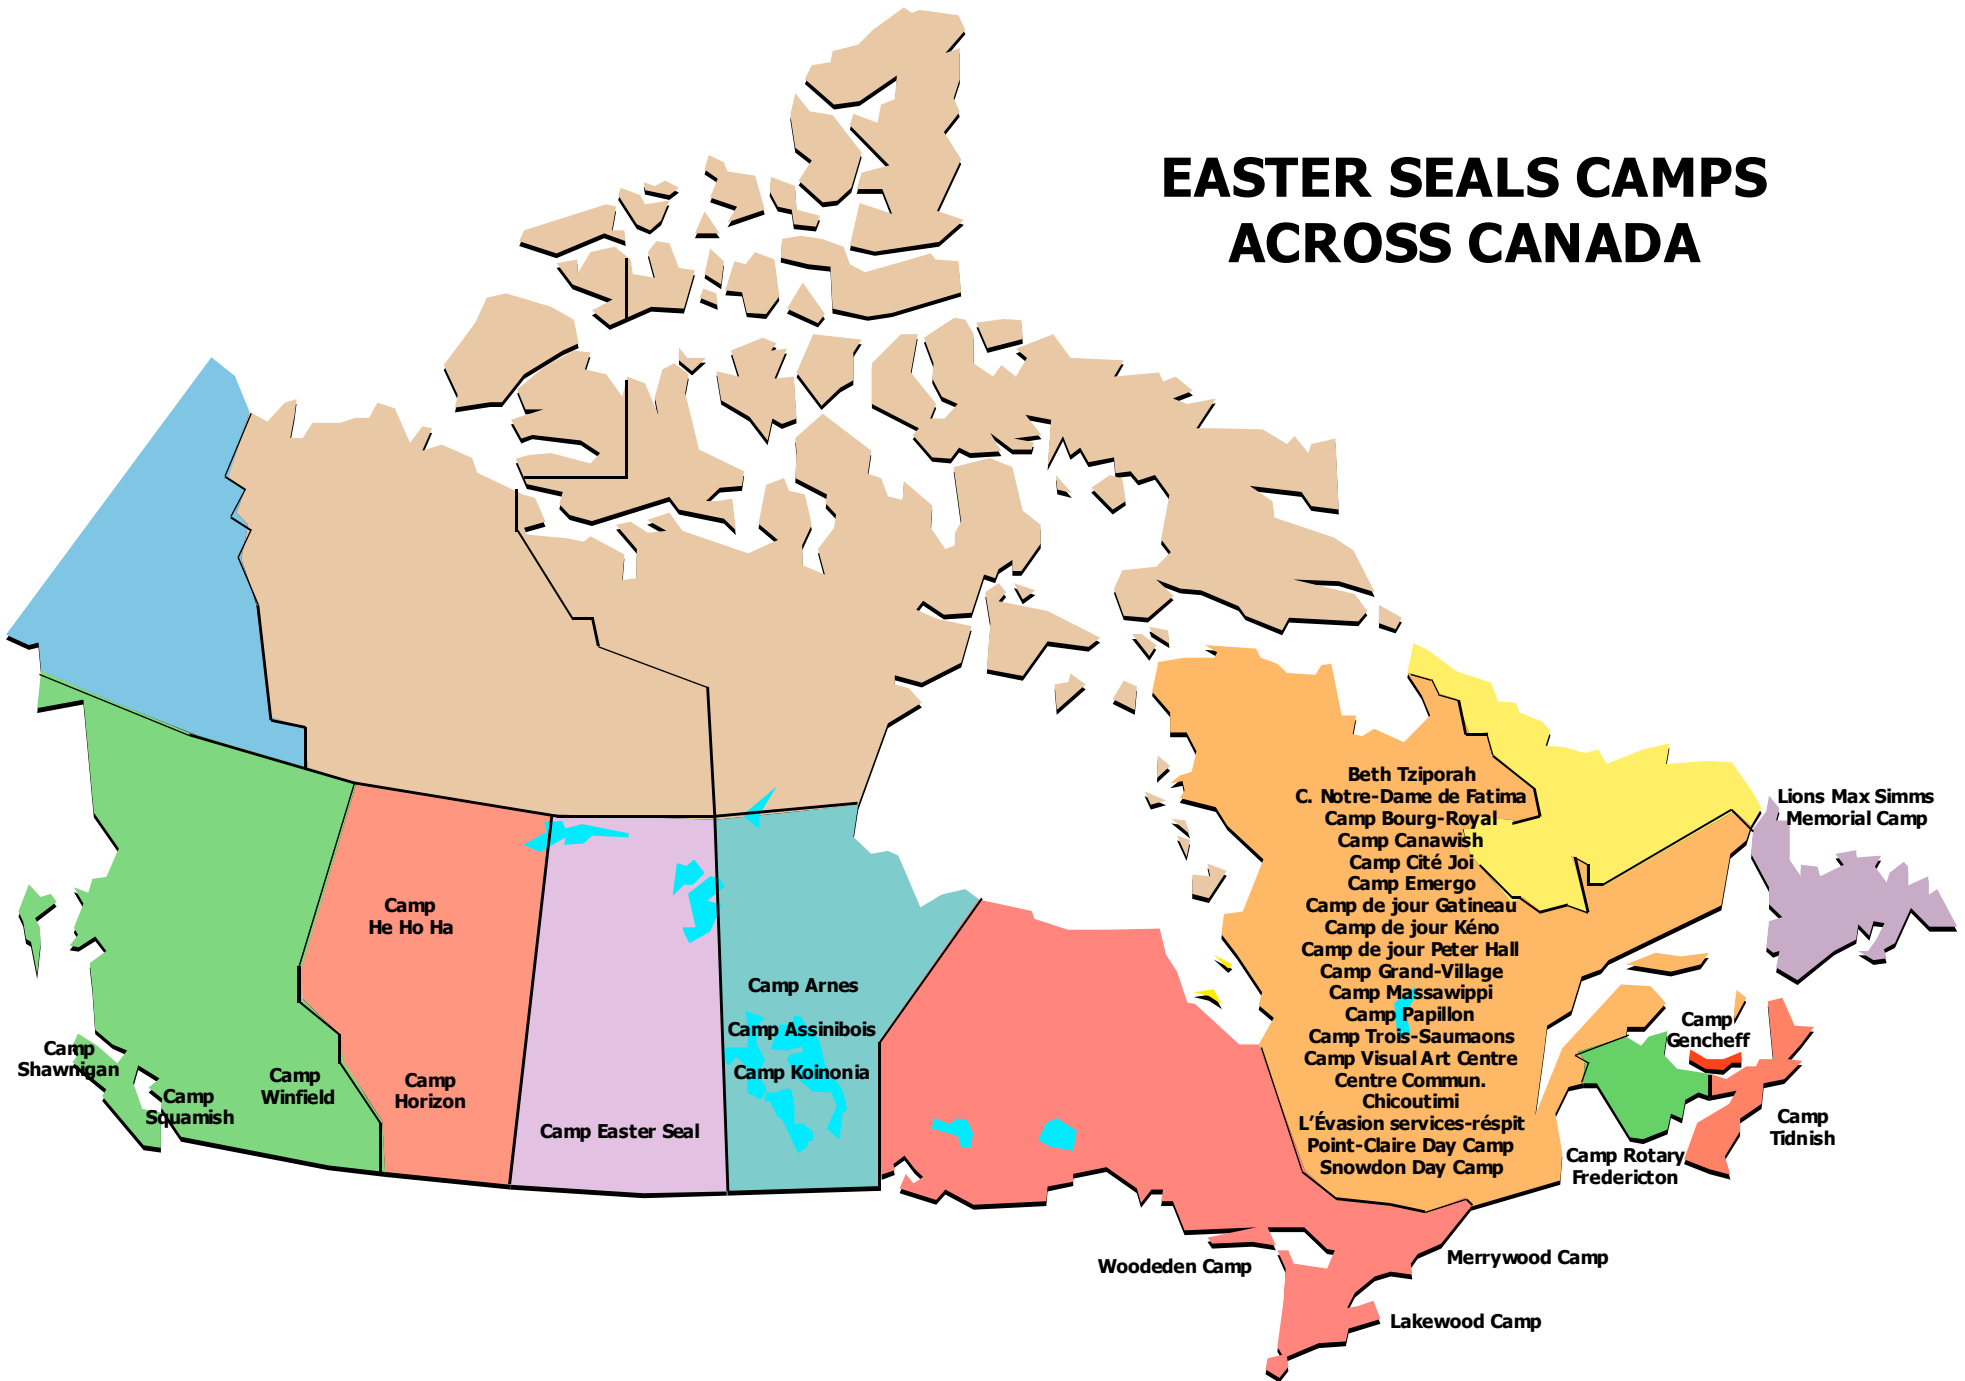 EASTER SEALS CAMPS
ACROSS CANADA
Beth Tziporah
C. Notre-Dame de Fatima
Camp Bourg-Royal
Camp Canawish
Camp Cité Joi
Camp Emergo
Camp de jour Gatineau
Camp de jour Kéno
Camp de jour Peter Hall
Camp Grand-Village
Camp Massawippi
Camp Papillon
Camp Trois-Saumaons
Camp Visual Art Centre
Centre Commun.
Chicoutimi
L'Évasion services-réspit
Point-Claire Day Camp
Snowdon Day Camp
Lions Max Simms
Memorial Camp
Camp
He Ho Ha
Camp Arnes
Camp Assinibois
Camp Koinonia
Camp
Gencheff
Camp
Shawnigan
Camp
Squamish
Camp
Winfield
Camp
Horizon
Camp Easter Seal
Camp
Tidnish
Camp Rotary
Fredericton
Woodeden Camp
Merrywood Camp
Lakewood Camp